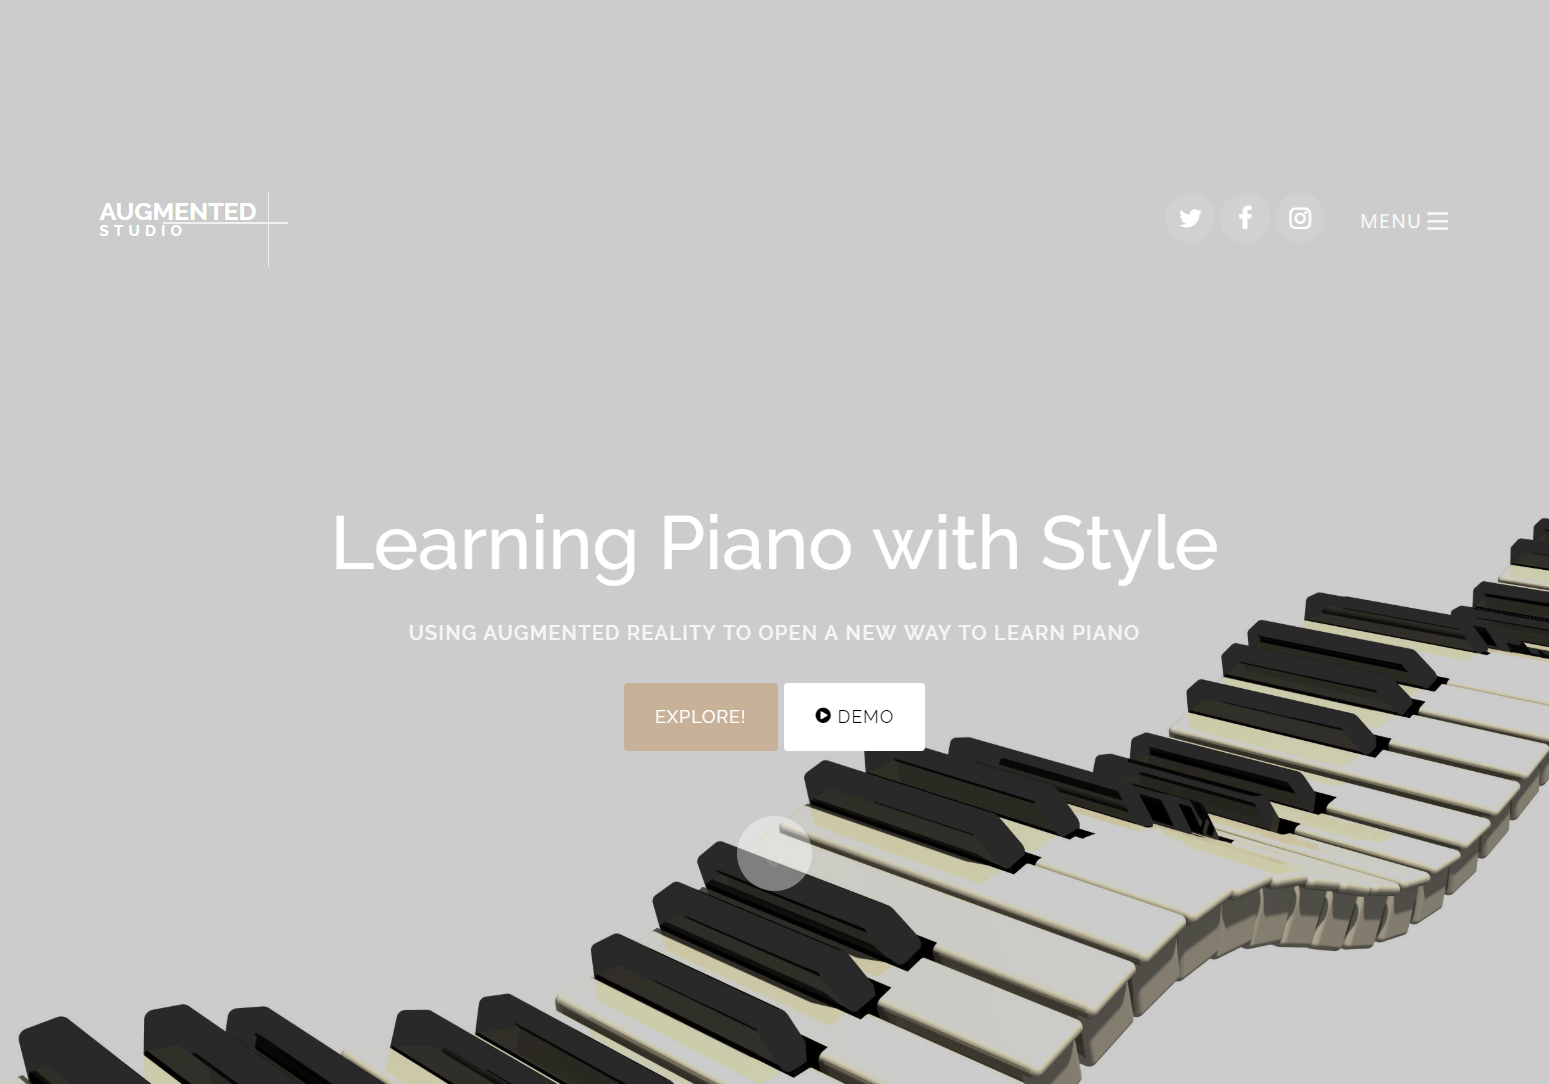 AUGMENTED
STUDIO
MENU
Learning Piano with Style
USING AUGMENTED REALITY TO OPEN A NEW WAY TO LEARN PIANO
EXPLORE!
DEMO